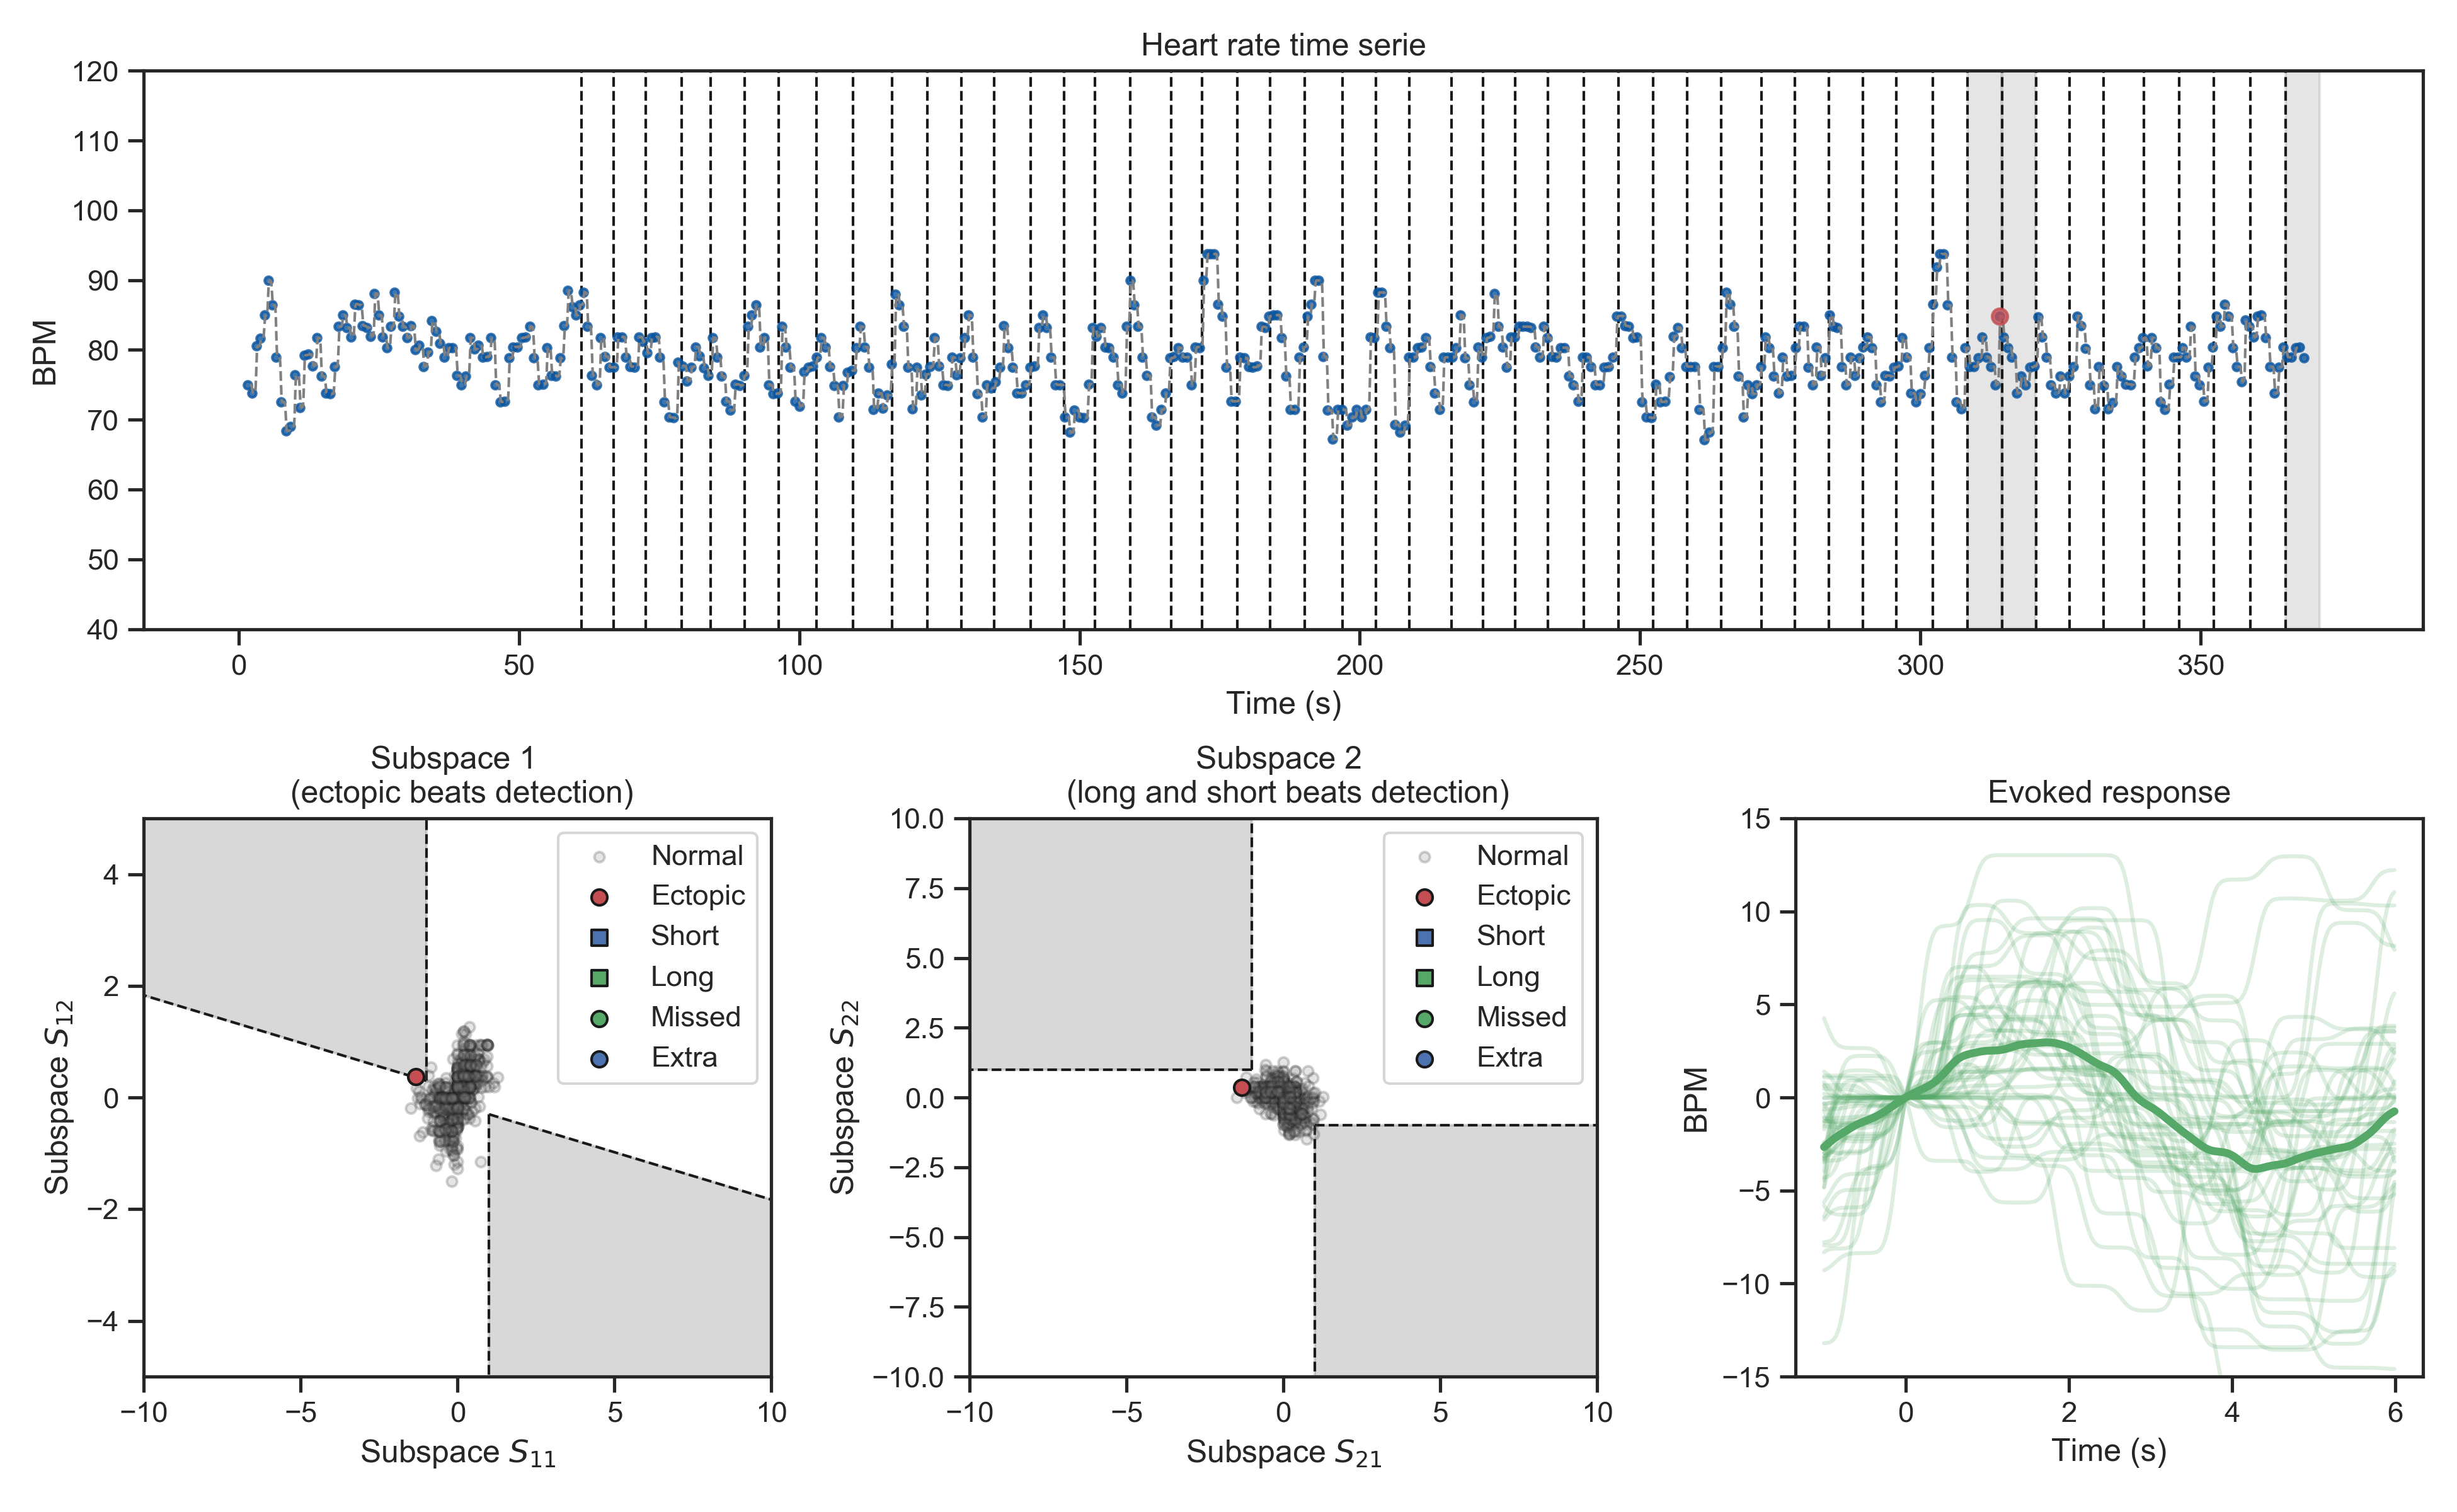 Heart rate time serie
120
110
100
90
80
70
60
50
40
BPM
0 50 100 150 200 250 300 350
Time (s)
Subspace 1
(ectopic beats detection)
4
2
0
−2
−4
Subspace S12
Normal
Ectopic
Short
Long
Missed
Extra
−10 −5 0 5 10
Subspace S11
Subspace 2
(long and short beats detection)
10.0
7.5
5.0
2.5
0.0
−2.5
−5.0
−7.5
−10.0
Subspace S22
Normal
Ectopic
Short
Long
Missed
Extra
−10 −5 0 5 10
Subspace S21
Evoked response
15
10
5
0
−5
−10
−15
BPM
0 2 4 6
Time (s)